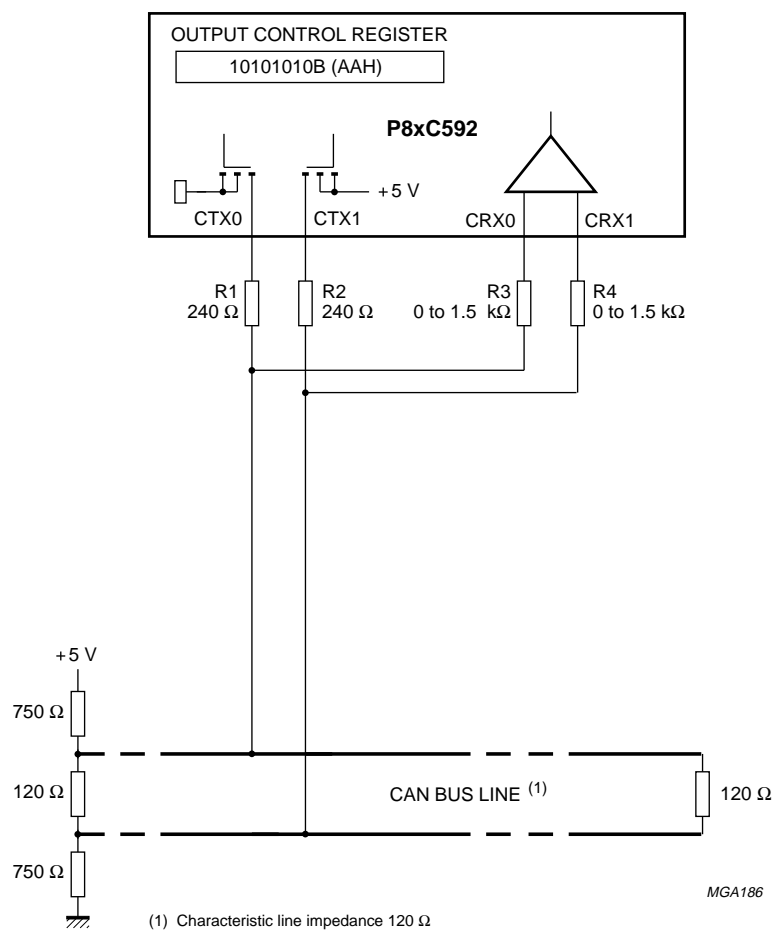 OUTPUT CONTROL REGISTER
10101010B (AAH)
P8xC592
+5 V
CTX0
CTX1
CRX0
CRX1
R1
240 Ω
R2
240 Ω
R3
0 to 1.5 kΩ
R4
0 to 1.5 kΩ
+5 V
750 Ω
120 Ω
CAN BUS LINE (1)
120 Ω
750 Ω
MGA186
(1) Characteristic line impedance 120 Ω